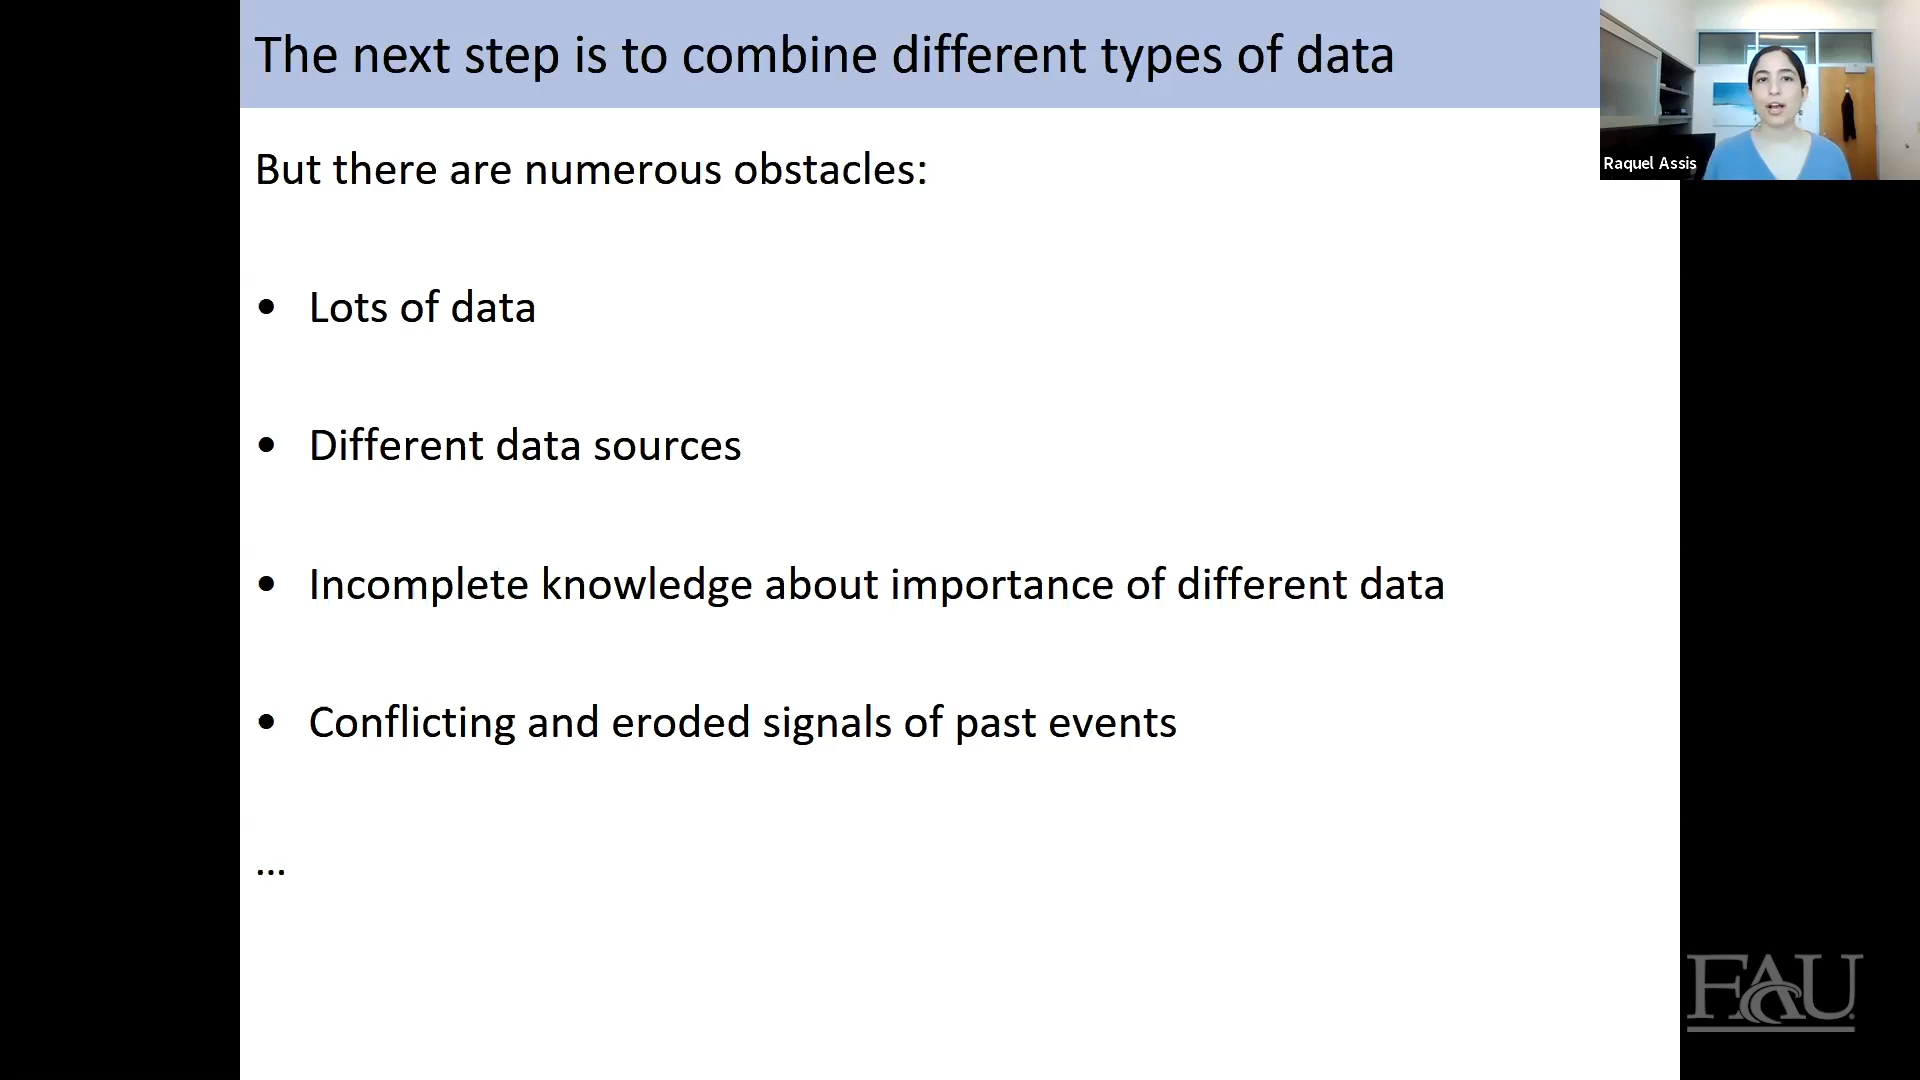 The next step is to combine different types of data
Raquel Assis
But there are numerous obstacles:
• Lots of data
• Different data sources
• Incomplete knowledge about importance of different data
• Conflicting and eroded signals of past events
...
FAU